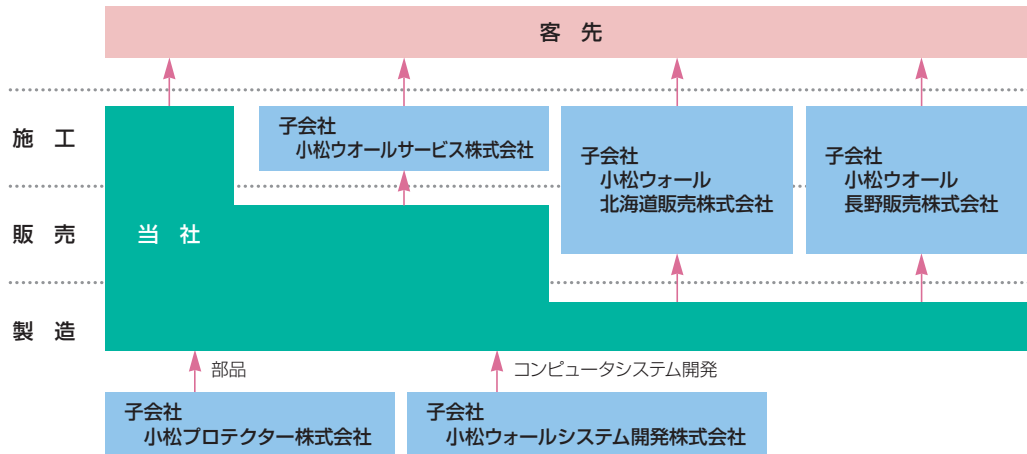 客 先
施 工
子会社
小松ウオールサービス株式会社
子会社
小松ウォール
北海道販売株式会社
子会社
小松ウオール
長野販売株式会社
販 売
当 社
製 造
部品
コンピュータシステム開発
子会社
小松プロテクター株式会社
子会社
小松ウォールシステム開発株式会社